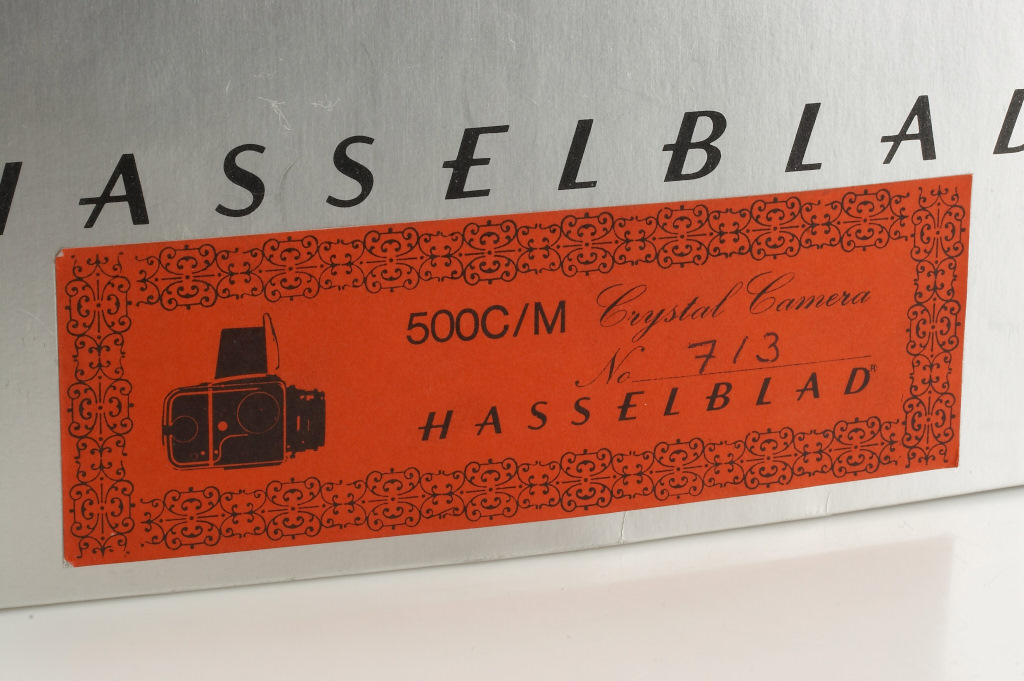 HASSELBLAD
500C/M Crystal Camera
No 713
HASSELBLAD®